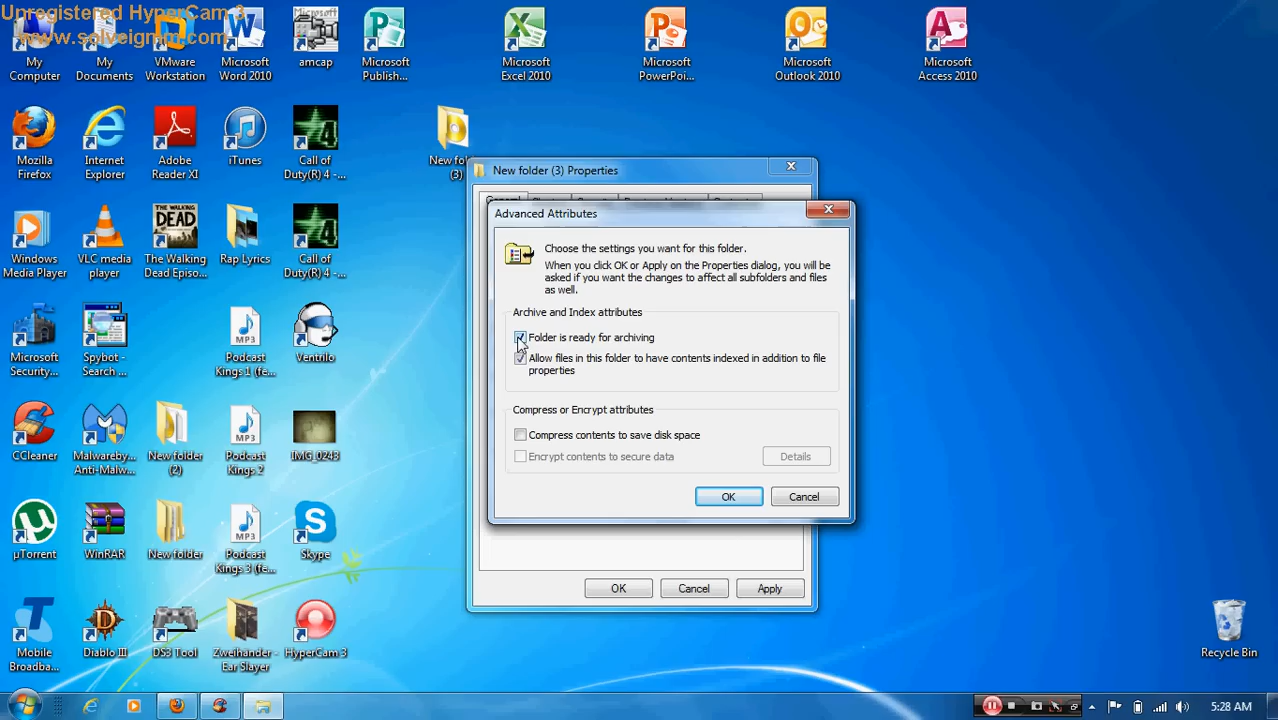 Unregistered HyperCam 3
www.solveigmm.com
My
Computer
My
Documents
VMware
Workstation
Microsoft
Word 2010
Microsoft
amcap
Microsoft
Publish...
Microsoft
Excel 2010
Microsoft
PowerPoi...
Microsoft
Outlook 2010
Microsoft
Access 2010
Mozilla
Firefox
Internet
Explorer
Adobe
Reader XI
iTunes
Call of
Duty(R) 4 -...
New fo
(3)
Windows
Media Player
VLC media
player
THE WALKING
DEAD
The Walking
Dead Episo...
Rap Lyrics
Call of
Duty(R) 4 -...
Microsoft
Security...
Spybot -
Search ...
Podcast
Kings 1 (fe...
Ventrilo
CCleaner
Malwareby...
Anti-Malw...
New folder
(2)
MP3
Podcast
Kings 2
IMG_0243
µTorrent
WinRAR
New folder
MP3
Podcast
Kings 3 (fe...
Skype
Mobile
Broadba...
Diablo III
DS3 Tool
Zweihander -
Ear Slayer
HyperCam 3
Recycle Bin
New folder (3) Properties
General
Advanced Attributes
Choose the settings you want for this folder.
When you click OK or Apply on the Properties dialog, you will be
asked if you want the changes to affect all subfolders and files
as well.
Archive and Index attributes
Folder is ready for archiving
Allow files in this folder to have contents indexed in addition to file
properties
Compress or Encrypt attributes
Compress contents to save disk space
Encrypt contents to secure data
Details
OK
Cancel
OK
Cancel
Apply
5:28 AM